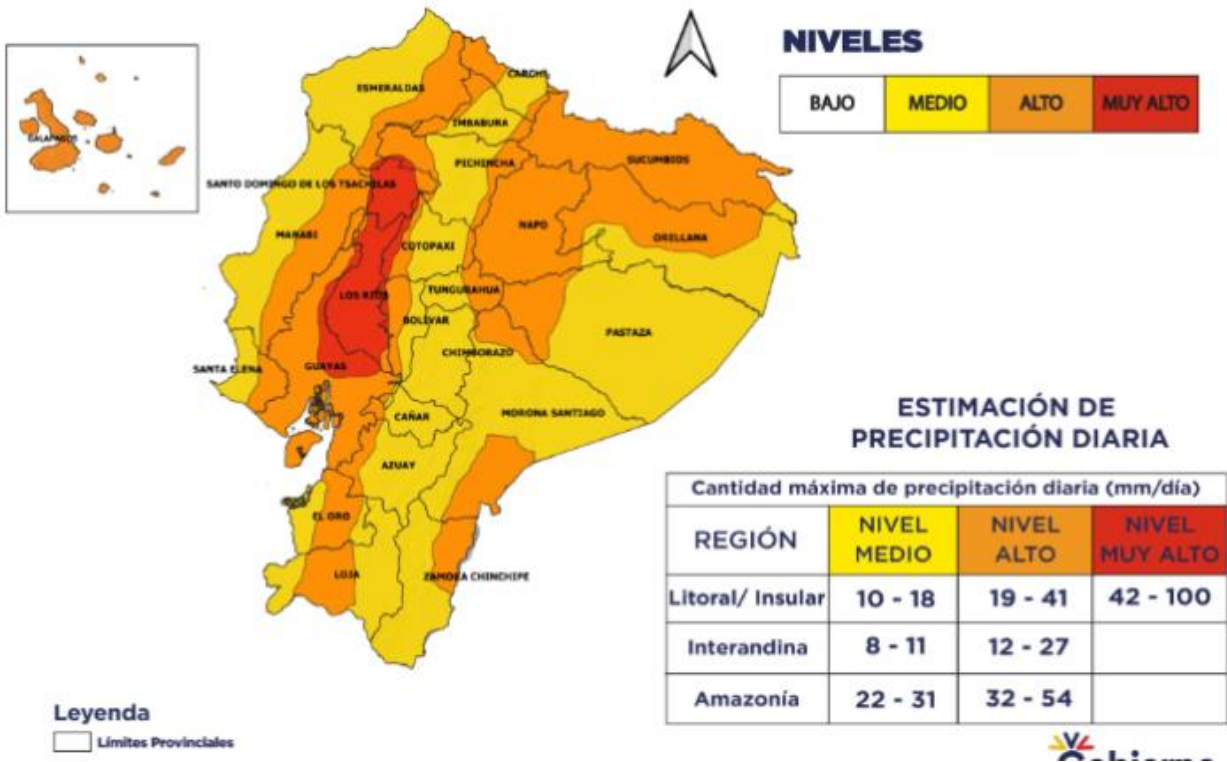 NIVELES
BAJO MEDIO ALTO MUY ALTO
GALAPAGOS
ESMERALDAS
CARCHI
IMBABURA
PICHINCHA
SUCUMBIOS
SANTO DOMINGO DE LOS TSACHILAS
MANABI
NAPO
ORILLANA
COTOPAXI
LOS RIOS
TUNGURAHUA
BOLIVAR
PASTAZA
CHIMBORAZO
SANTA ELENA
GUAYAS
CAÑAR
MORONA SANTIAGO
AZUAY
EL ORO
LOJA
ZAMORA CHINCHIPE
ESTIMACIÓN DE
PRECIPITACIÓN DIARIA
Cantidad máxima de precipitación diaria (mm/día)
REGIÓN NIVEL MEDIO NIVEL ALTO NIVEL MUY ALTO
Litoral/ Insular 10 - 18 19 - 41 42 - 100
Interandina 8 - 11 12 - 27
Amazonía 22 - 31 32 - 54
Leyenda
Límites Provinciales